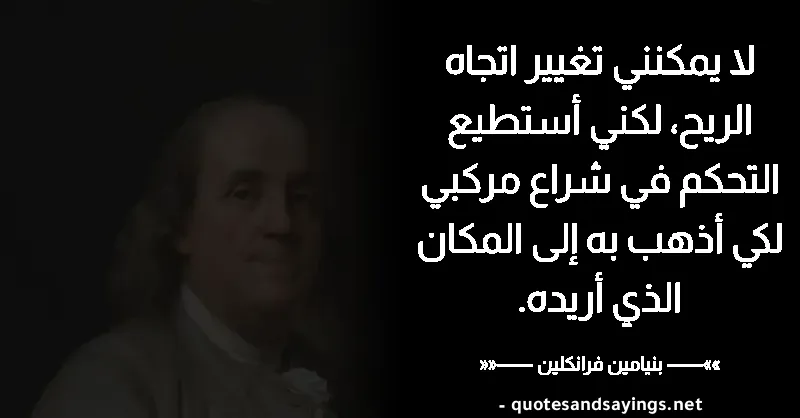 لا يمكنني تغيير اتجاه
الريح، لكني أستطيع
التحكم في شراع مركبي
لكي أذهب به إلى المكان
الذي أريده.
»»—— بنيامين فرانكلين ——««
- quotesandsayings.net